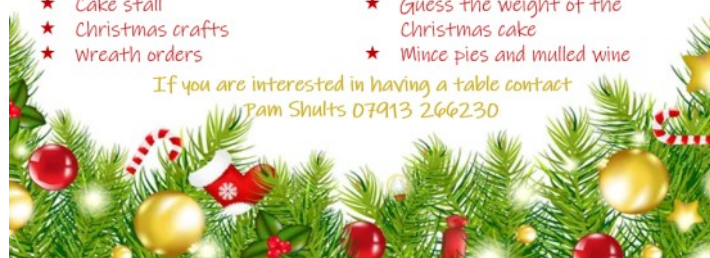 ★ Cake stall
★ Christmas crafts
★ Wreath orders
★ Guess the weight of the
Christmas cake
★ Mince pies and mulled wine
If you are interested in having a table contact
Pam Shults 07913 266230